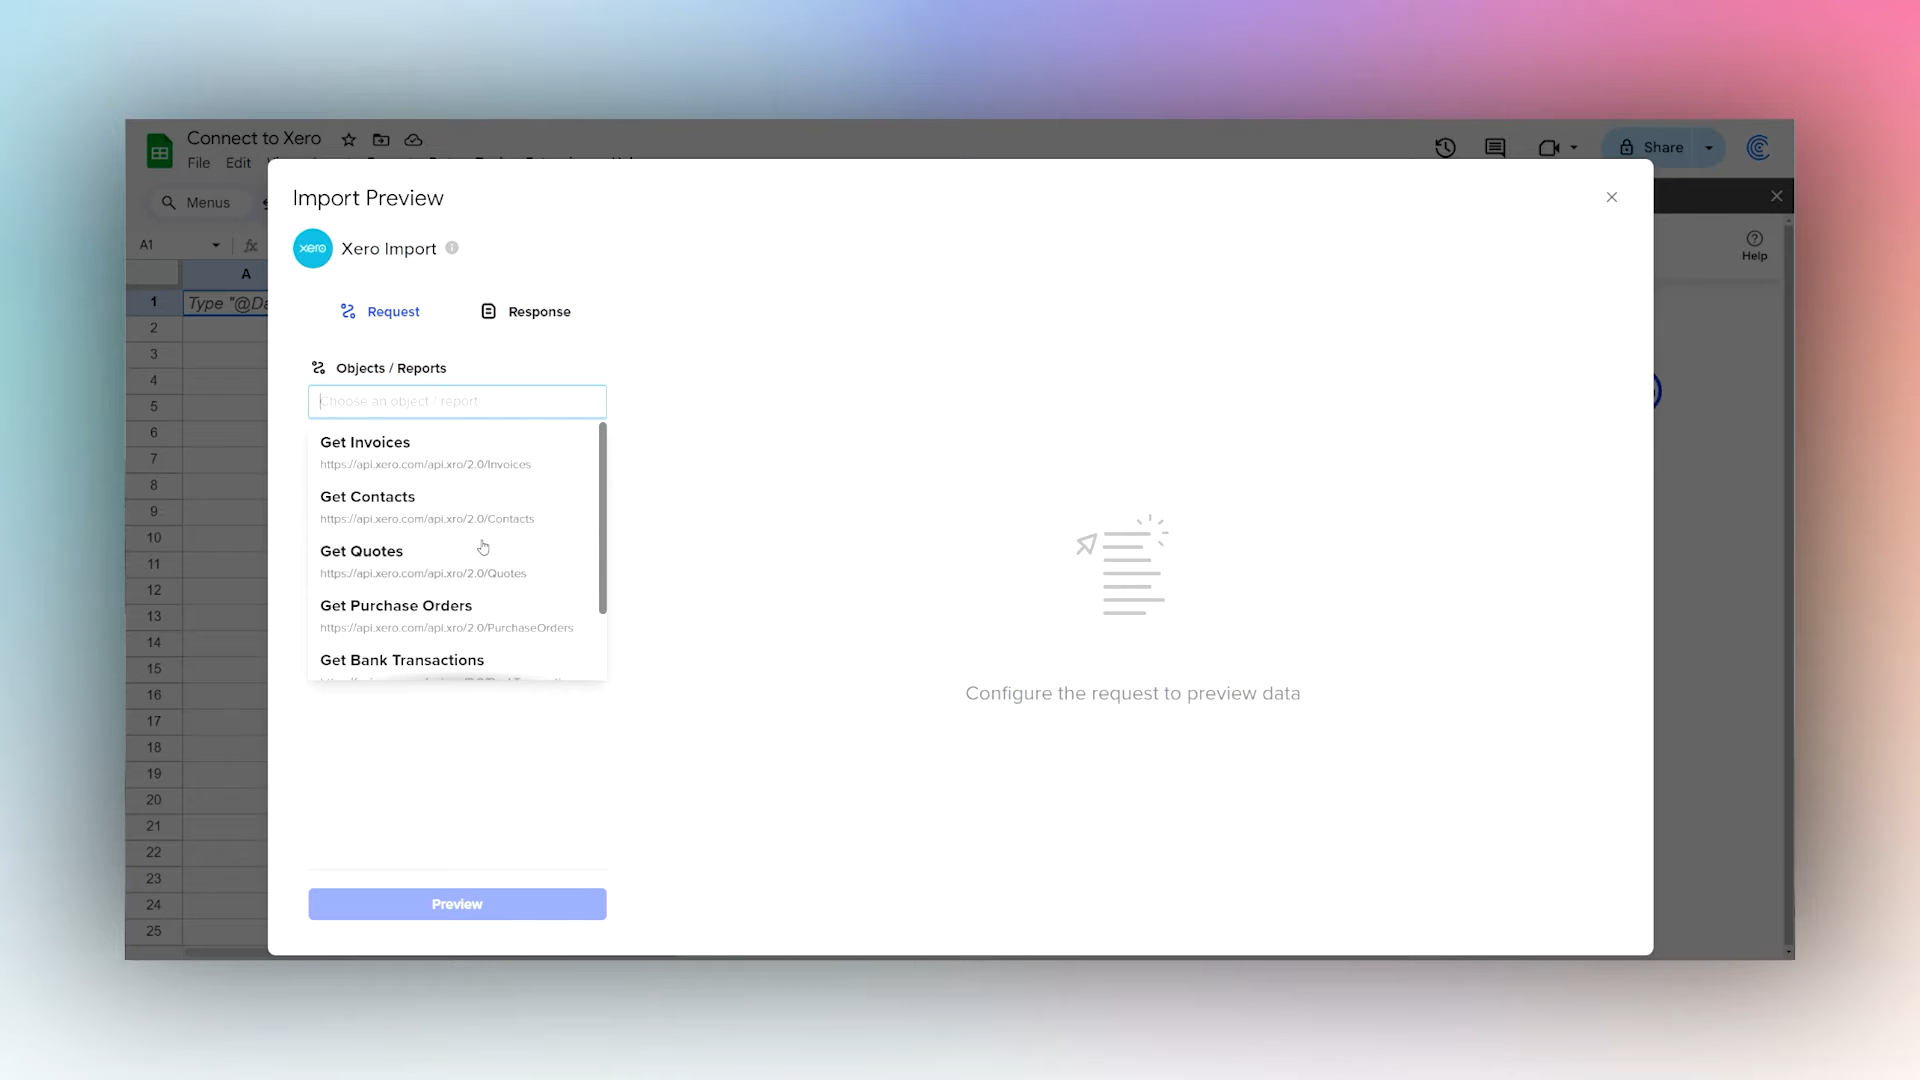 Connect to Xero
File Edit
Share
Menus
A1
fx
Help
A
1
Type "@Da
2
3
4
5
6
7
8
9
10
11
12
13
14
15
16
17
18
19
20
21
22
23
24
25
Import Preview
xero
Xero Import
Request
Response
Objects / Reports
Choose an object / report
Get Invoices
https://api.xero.com/api.xro/2.0/Invoices
Get Contacts
https://api.xero.com/api.xro/2.0/Contacts
Get Quotes
https://api.xero.com/api.xro/2.0/Quotes
Get Purchase Orders
https://api.xero.com/api.xro/2.0/PurchaseOrders
Get Bank Transactions
Configure the request to preview data
Preview